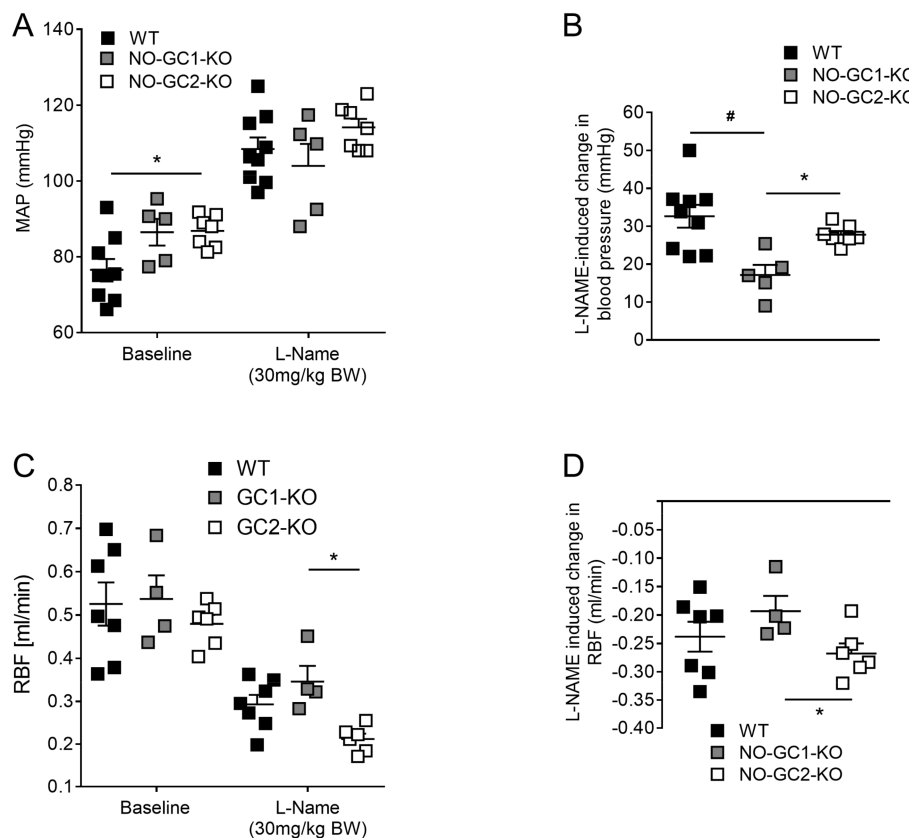 A
WT
NO-GC1-KO
NO-GC2-KO
MAP (mmHg)
140
120
100
80
60
*
Baseline
L-Name
(30mg/kg BW)
B
WT
NO-GC1-KO
NO-GC2-KO
L-NAME-induced change in
blood pressure (mmHg)
60
50
40
30
20
10
0
#
*
C
WT
GC1-KO
GC2-KO
RBF [ml/min)
0.8
0.7
0.6
0.5
0.4
0.3
0.2
0.1
*
Baseline
L-Name
(30mg/kg BW)
D
L-NAME induced change in
RBF (ml/min)
-0.05
-0.10
-0.15
-0.20
-0.25
-0.30
-0.35
-0.40
*
WT
NO-GC1-KO
NO-GC2-KO